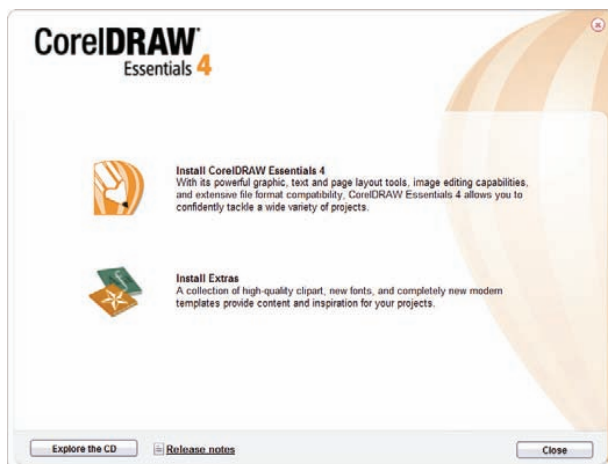 CorelDRAW
Essentials 4
Install CorelDRAW Essentials 4
With its powerful graphic, text and page layout tools, image editing capabilities,
and extensive file format compatibility, CorelDRAW Essentials 4 allows you to
confidently tackle a wide variety of projects.
Install Extras
A collection of high-quality clipart, new fonts, and completely new modern
templates provide content and inspiration for your projects.
Explore the CD
Release notes
Close